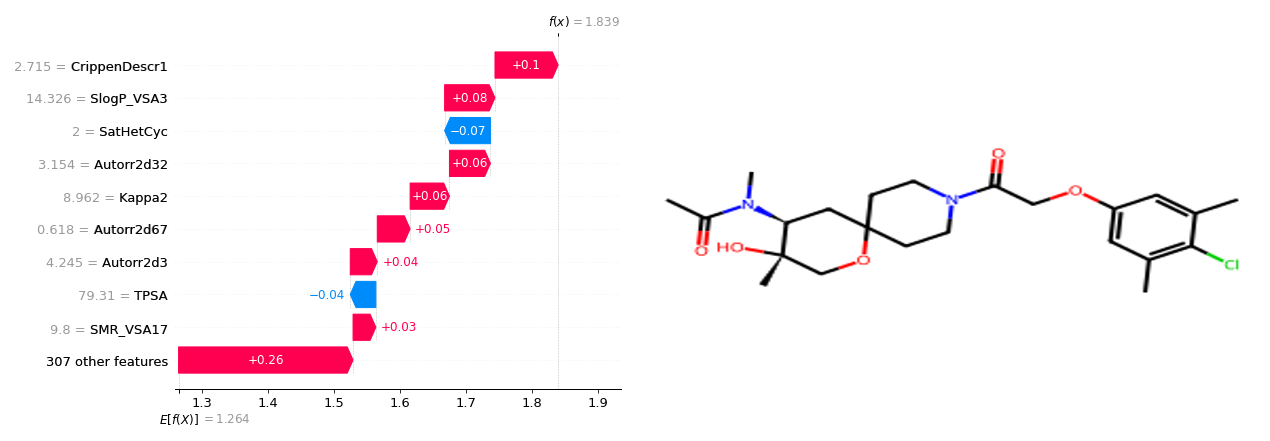 f(x) = 1.839
2.715 = CrippenDescr1
+0.1
14.326 = SlogP_VSA3
+0.08
2 = SatHetCyc
−0.07
3.154 = Autorr2d32
+0.06
8.962 = Kappa2
+0.06
0.618 = Autorr2d67
+0.05
4.245 = Autorr2d3
+0.04
79.31 = TPSA
−0.04
9.8 = SMR_VSA17
+0.03
307 other features
+0.26
1.3 1.4 1.5 1.6 1.7 1.8 1.9
E[f(X)] = 1.264
O
N
N
O
O
HO
O
Cl